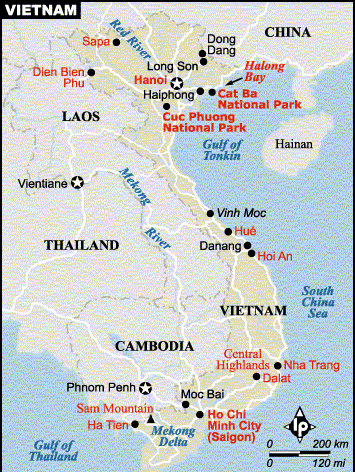 VIETNAM
CHINA
Red River
Sapa
Dong
Dang
Long Son
Halong
Bay
Dien Bien
Phu
Hanoi
Haiphong
Cat Ba
National Park
Cuc Phuong
National Park
LAOS
Gulf of
Tonkin
Hainan
Vientiane
Mekong
River
Vinh Moc
Hué
Danang
Hoi An
THAILAND
South
China
Sea
VIETNAM
CAMBODIA
Central
Highlands
Nha Trang
Dalat
Phnom Penh
Moc Bai
Sam Mountain
Ho Chi
Minh City
(Saigon)
Ha Tien
Mekong
Delta
Gulf of
Thailand
lp
0
200 km
0
120 mi